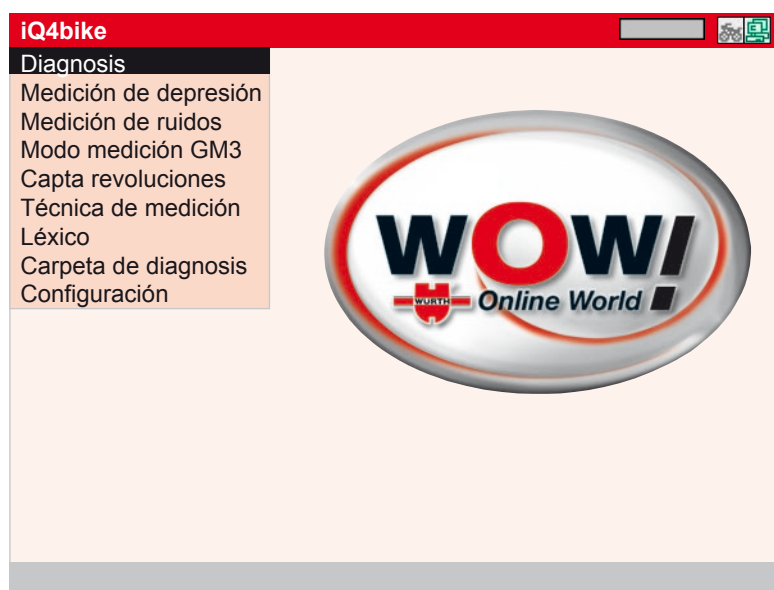 iQ4bike
Diagnosis
Medición de depresión
Medición de ruidos
Modo medición GM3
Capta revoluciones
Técnica de medición
Léxico
Carpeta de diagnosis
Configuración
WOW!
WURTH
Online World